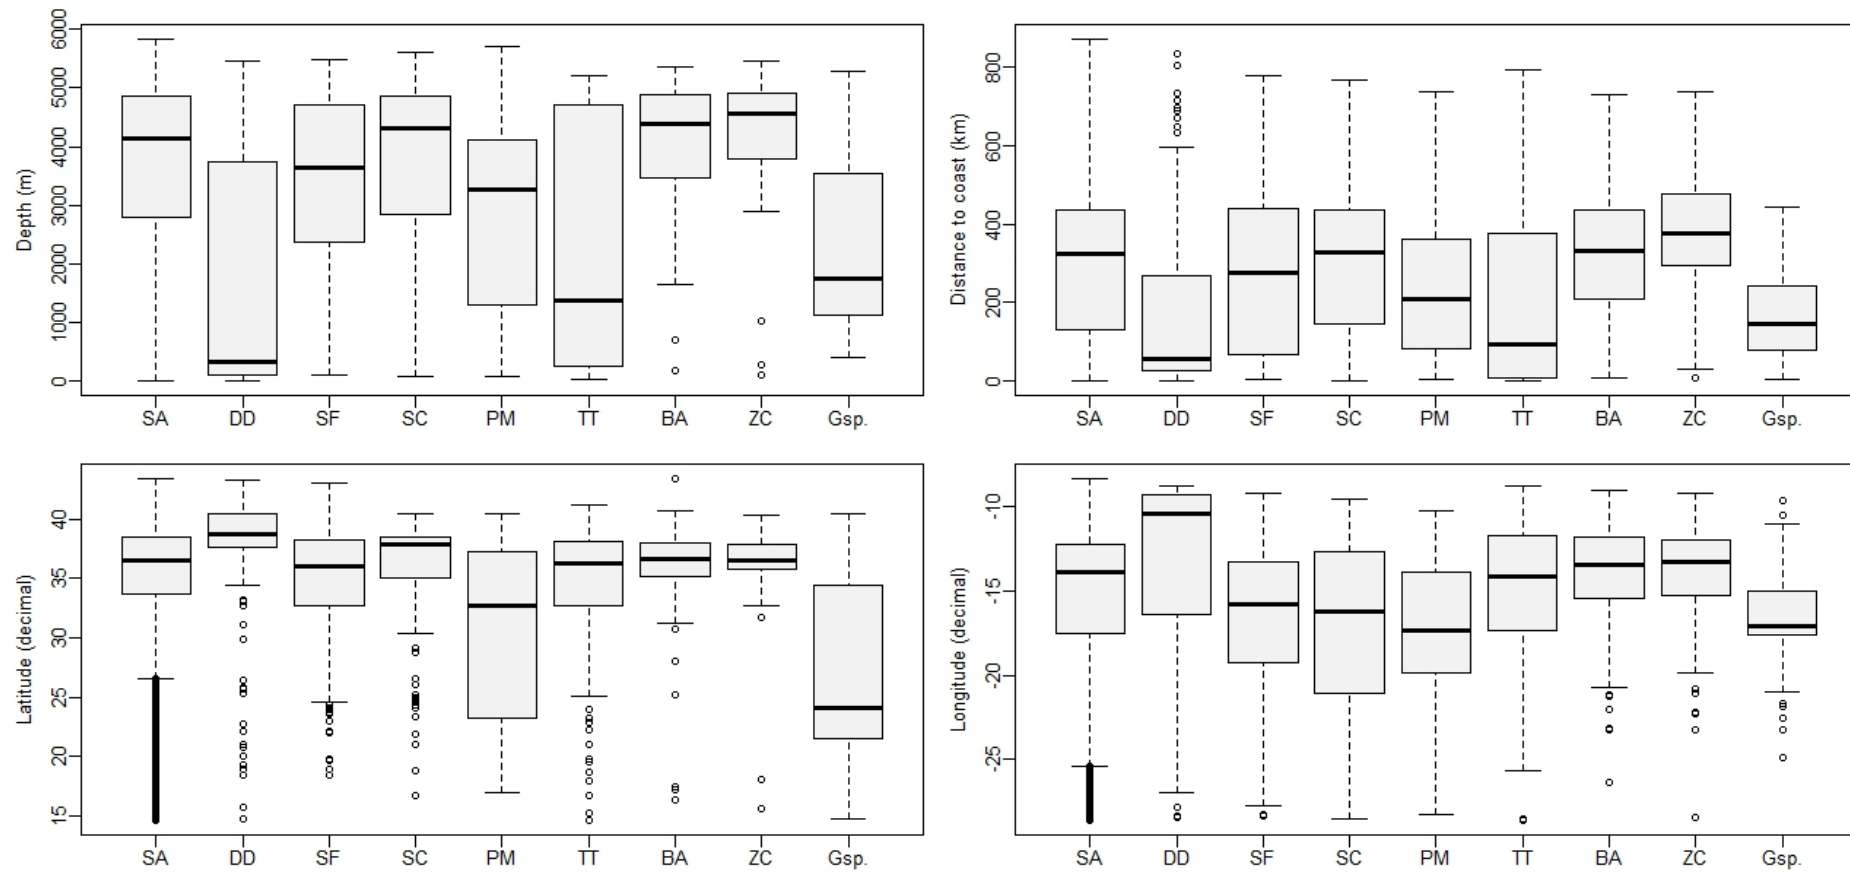 Depth (m)
6000
5000
4000
3000
2000
1000
0
SA DD SF SC PM TT BA ZC Gsp.
Distance to coast (km)
800
600
400
200
0
SA DD SF SC PM TT BA ZC Gsp.
Latitude (decimal)
40
35
30
25
20
15
SA DD SF SC PM TT BA ZC Gsp.
Longitude (decimal)
-10
-15
-20
-25
SA DD SF SC PM TT BA ZC Gsp.